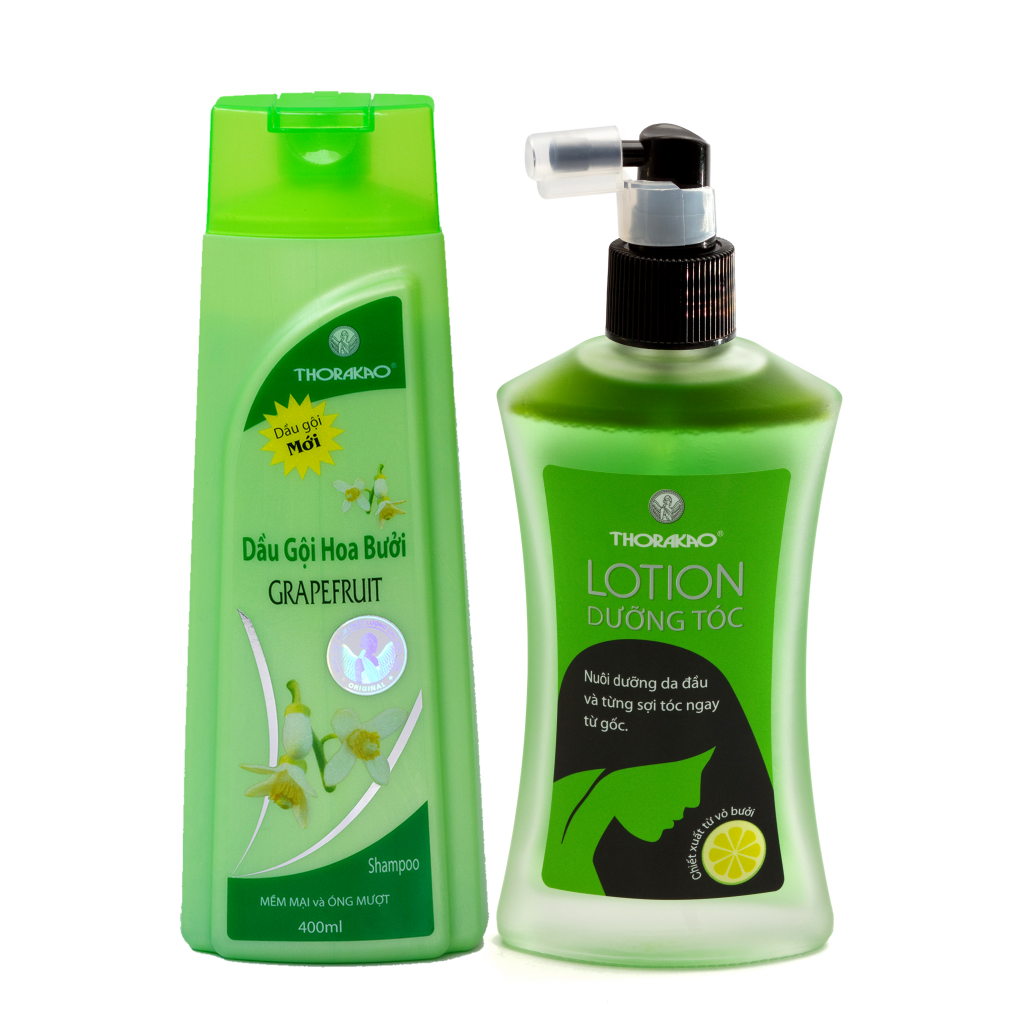 THORAKAO®
Dầu gội
Mới
Dầu Gội Hoa Bưởi
GRAPEFRUIT
ORIGINAL
Shampoo
MỀM MẠI và ÓNG MƯỢT
400ml
THORAKAO®
LOTION
DƯỠNG TÓC
Nuôi dưỡng da đầu
và từng sợi tóc ngay
từ gốc.
Chiết xuất từ vỏ bưởi